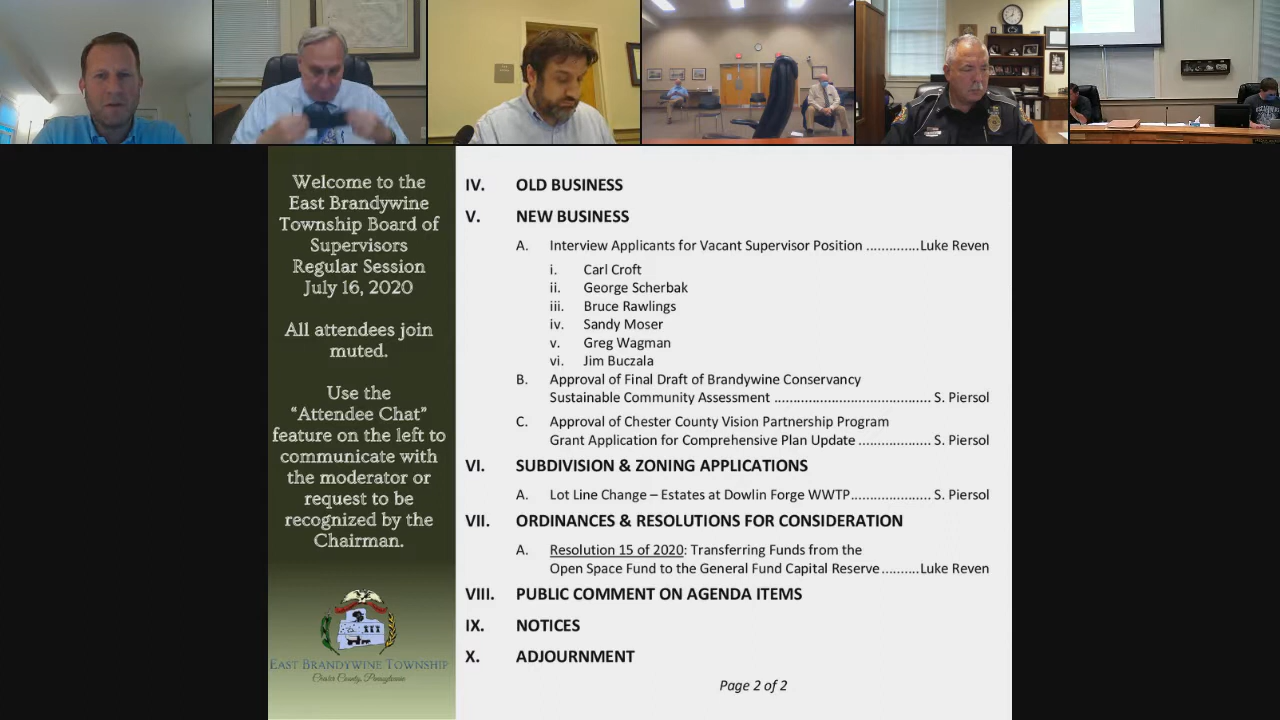 Welcome to the
East Brandywine
Township Board of
Supervisors
Regular Session
July 16, 2020
All attendees join
muted.
Use the
“Attendee Chat”
feature on the left to
communicate with
the moderator or
request to be
recognized by the
Chairman.
EAST BRANDYWINE TOWNSHIP
Chester County, Pennsylvania
IV. OLD BUSINESS
V. NEW BUSINESS
A. Interview Applicants for Vacant Supervisor Position .............Luke Reven
i. Carl Croft
ii. George Scherbak
iii. Bruce Rawlings
iv. Sandy Moser
v. Greg Wagman
vi. Jim Buczala
B. Approval of Final Draft of Brandywine Conservancy
Sustainable Community Assessment ...................................... S. Piersol
C. Approval of Chester County Vision Partnership Program
Grant Application for Comprehensive Plan Update .................. S. Piersol
VI. SUBDIVISION & ZONING APPLICATIONS
A. Lot Line Change – Estates at Dowlin Forge WWTP.................... S. Piersol
VII. ORDINANCES & RESOLUTIONS FOR CONSIDERATION
A. Resolution 15 of 2020: Transferring Funds from the
Open Space Fund to the General Fund Capital Reserve..........Luke Reven
VIII. PUBLIC COMMENT ON AGENDA ITEMS
IX. NOTICES
X. ADJOURNMENT
Page 2 of 2